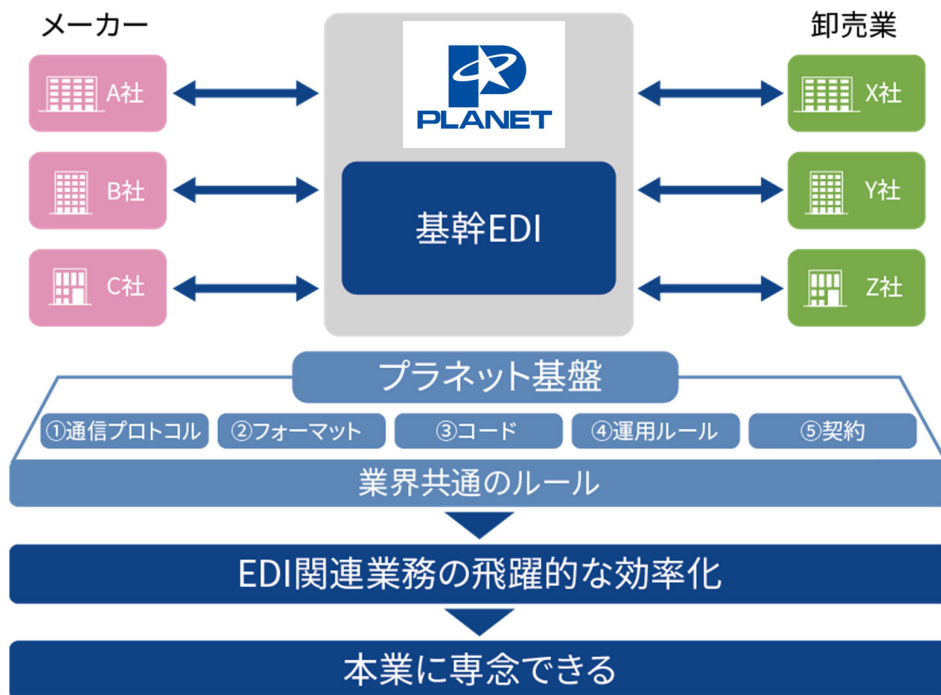 メーカー
卸売業
PLANET
A社
X社
B社
Y社
基幹EDI
C社
Z社
プラネット基盤
①通信プロトコル
②フォーマット
③コード
④運用ルール
⑤契約
業界共通のルール
EDI関連業務の飛躍的な効率化
本業に専念できる